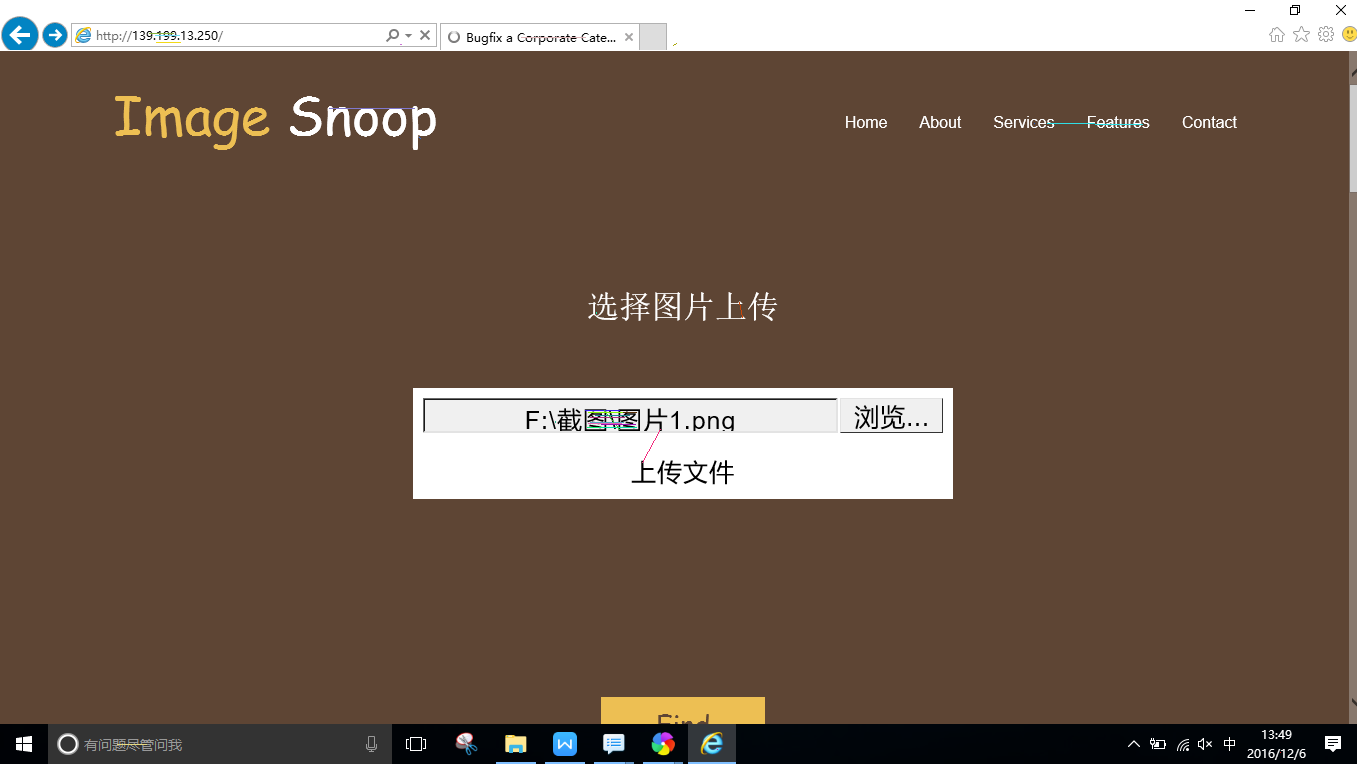 http://139.199.13.250/
Bugfix a Corporate Cate...
Image Snoop
Home About Services Features Contact
选择图片上传
F:\截图\图片1.png 浏览...
上传文件
Find
有问题尽管问我
中
13:49
2016/12/6